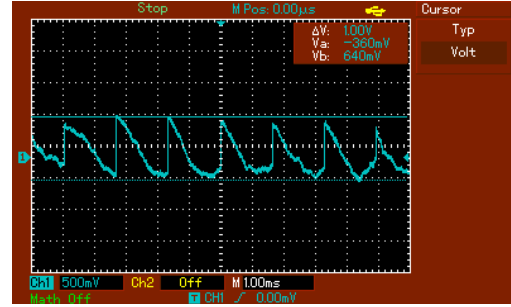 Stop M Pos: 0.00µs Cursor
ΔV: 1.00V
Va: -360mV
Vb: 640mV
Typ
Volt
1
Ch1 500mV Ch2 Off M 1.00ms
Math Off T CH1 0.00mV